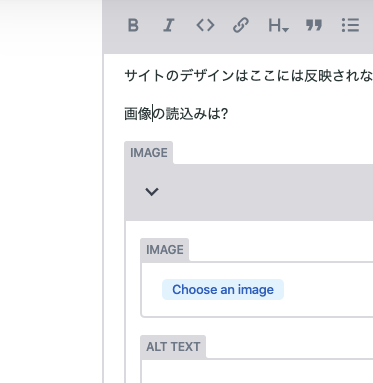 B I <> H
サイトのデザインはここには反映されな
画像の読込みは?
IMAGE
IMAGE
Choose an image
ALT TEXT